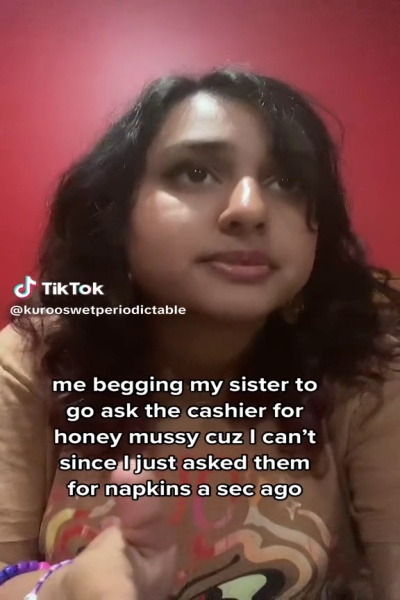 TikTok
@kurooswetperiodictable
me begging my sister to
go ask the cashier for
honey mussy cuz I can't
since I just asked them
for napkins a sec ago